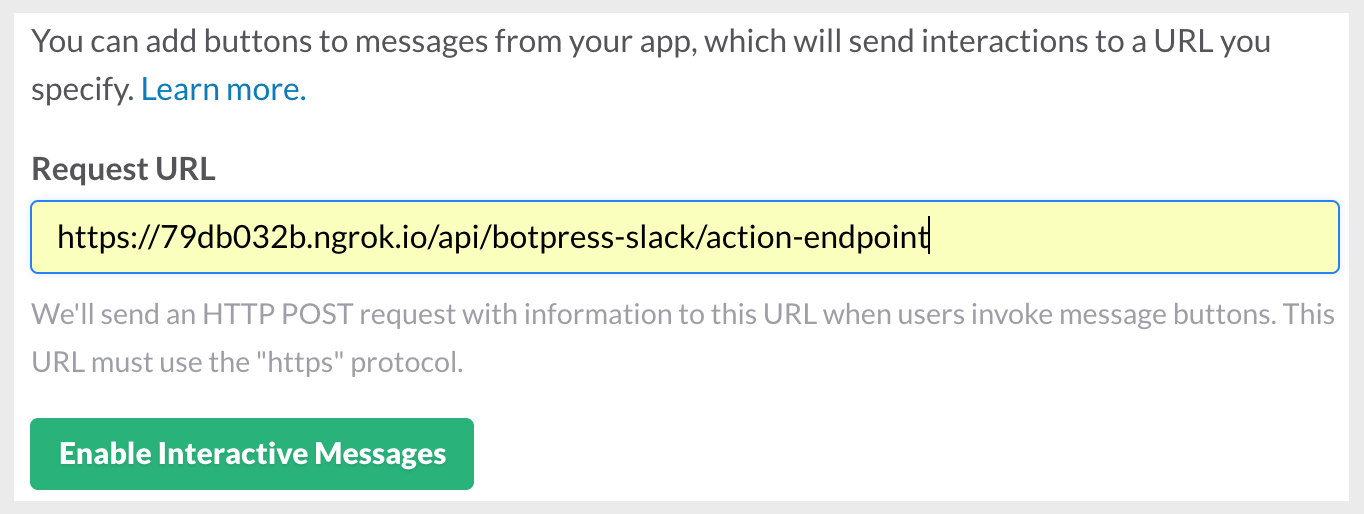 You can add buttons to messages from your app, which will send interactions to a URL you
specify. Learn more.
Request URL
https://79db032b.ngrok.io/api/botpress-slack/action-endpoint
We'll send an HTTP POST request with information to this URL when users invoke message buttons. This
URL must use the "https" protocol.
Enable Interactive Messages